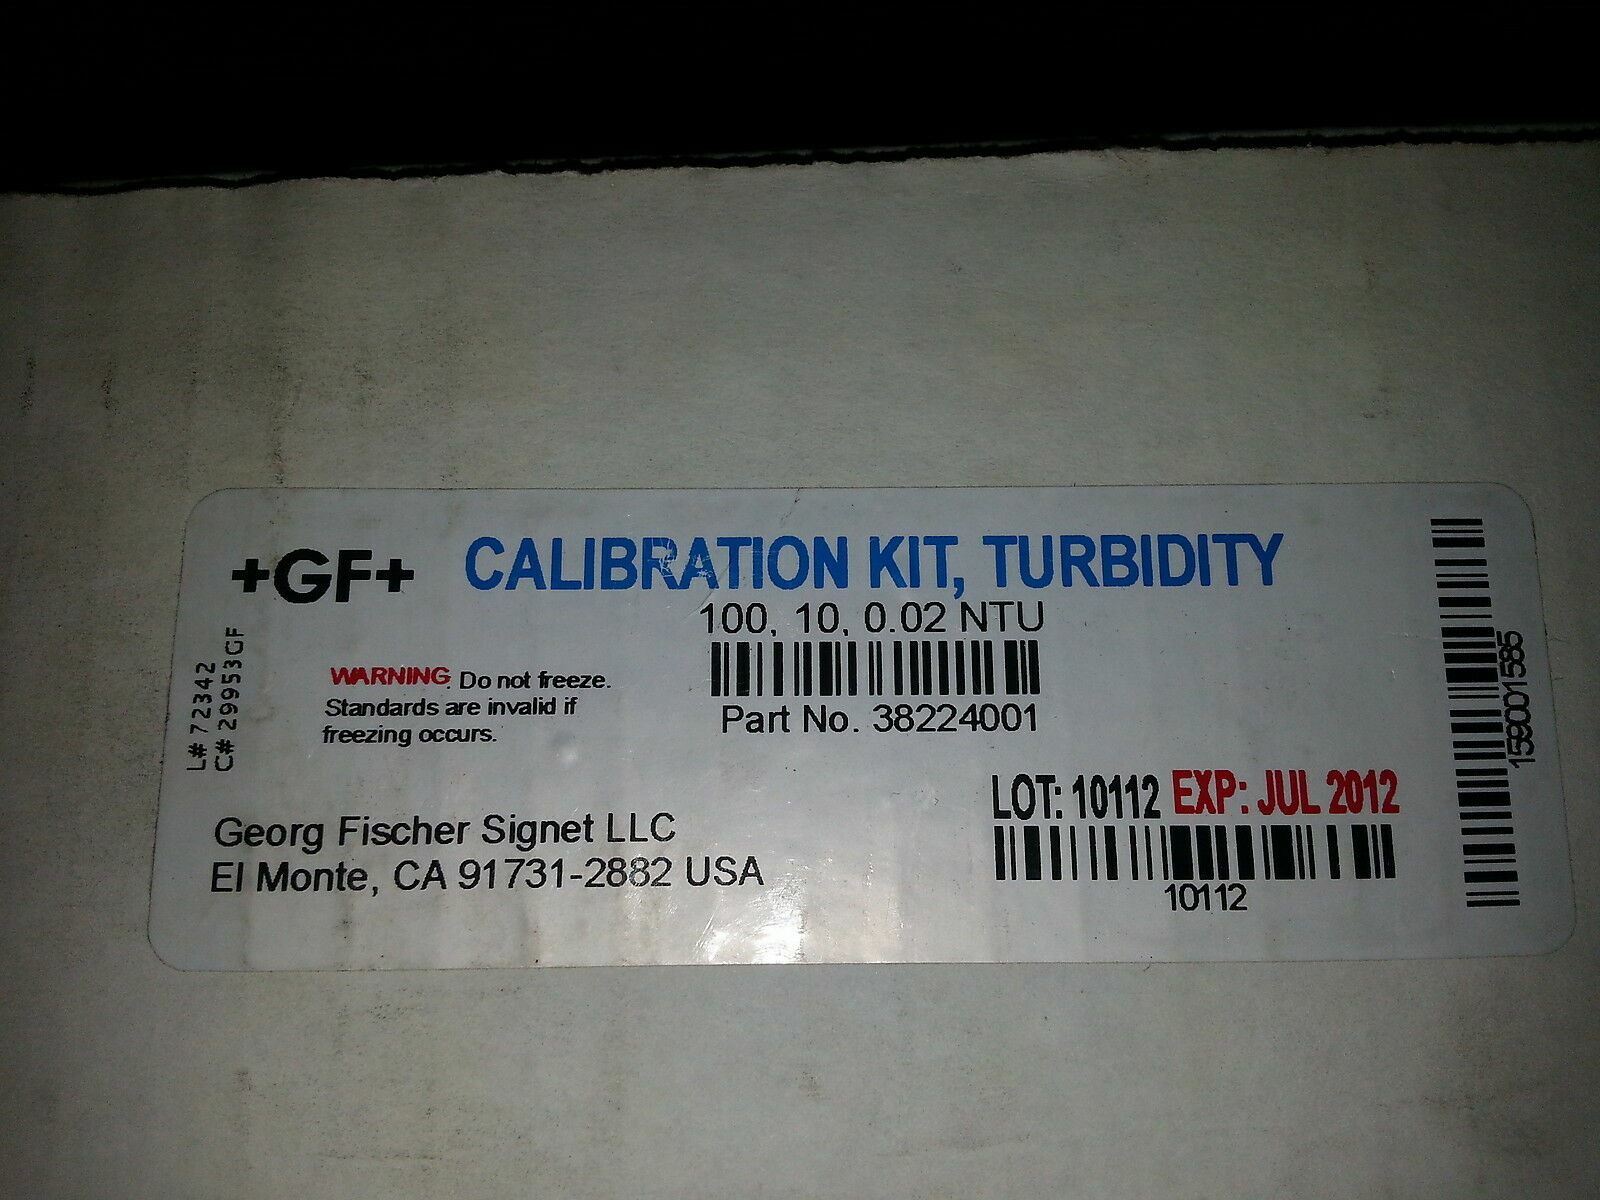 +GF+ CALIBRATION KIT, TURBIDITY
100, 10, 0.02 NTU
L# 72342
C# 29953GF
WARNING. Do not freeze.
Standards are invalid if
freezing occurs.
Part No. 38224001
LOT: 10112 EXP: JUL 2012
10112
Georg Fischer Signet LLC
El Monte, CA 91731-2882 USA
1590001585